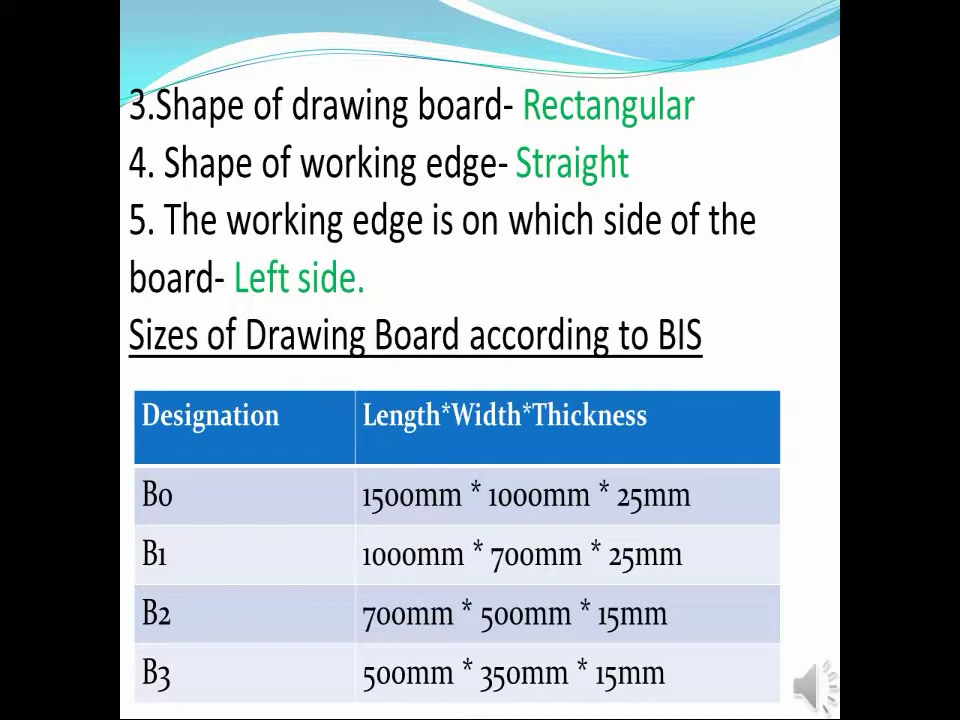 3.Shape of drawing board- Rectangular
4. Shape of working edge- Straight
5. The working edge is on which side of the
board- Left side.
Sizes of Drawing Board according to BIS
Designation Length*Width*Thickness
B0 1500mm * 1000mm * 25mm
B1 1000mm * 700mm * 25mm
B2 700mm * 500mm * 15mm
B3 500mm * 350mm * 15mm